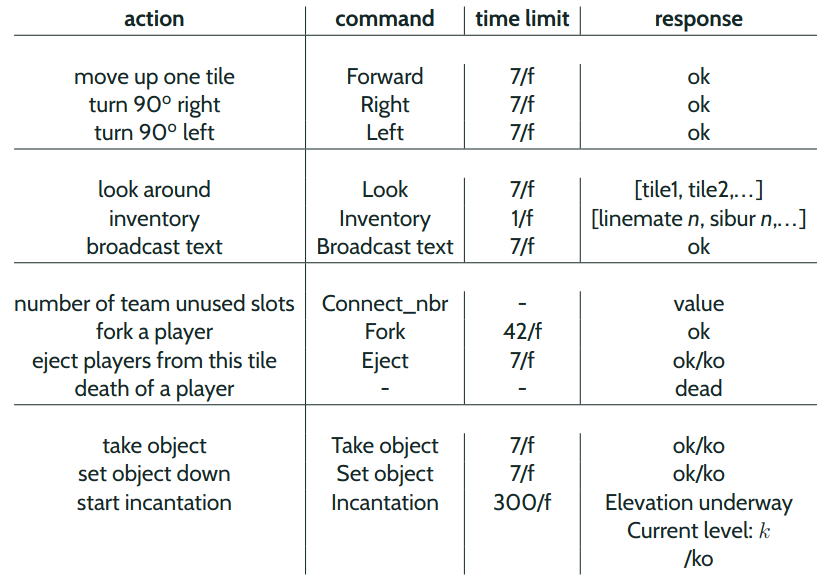 action command time limit response
move up one tile Forward 7/f ok
turn 90º right Right 7/f ok
turn 90º left Left 7/f ok
look around Look 7/f [tile1, tile2,...]
inventory Inventory 1/f [linemate n, sibur n,...]
broadcast text Broadcast text 7/f ok
number of team unused slots Connect_nbr - value
fork a player Fork 42/f ok
eject players from this tile Eject 7/f ok/ko
death of a player - - dead
take object Take object 7/f ok/ko
set object down Set object 7/f ok/ko
start incantation Incantation 300/f Elevation underway
Current level: k
/ko